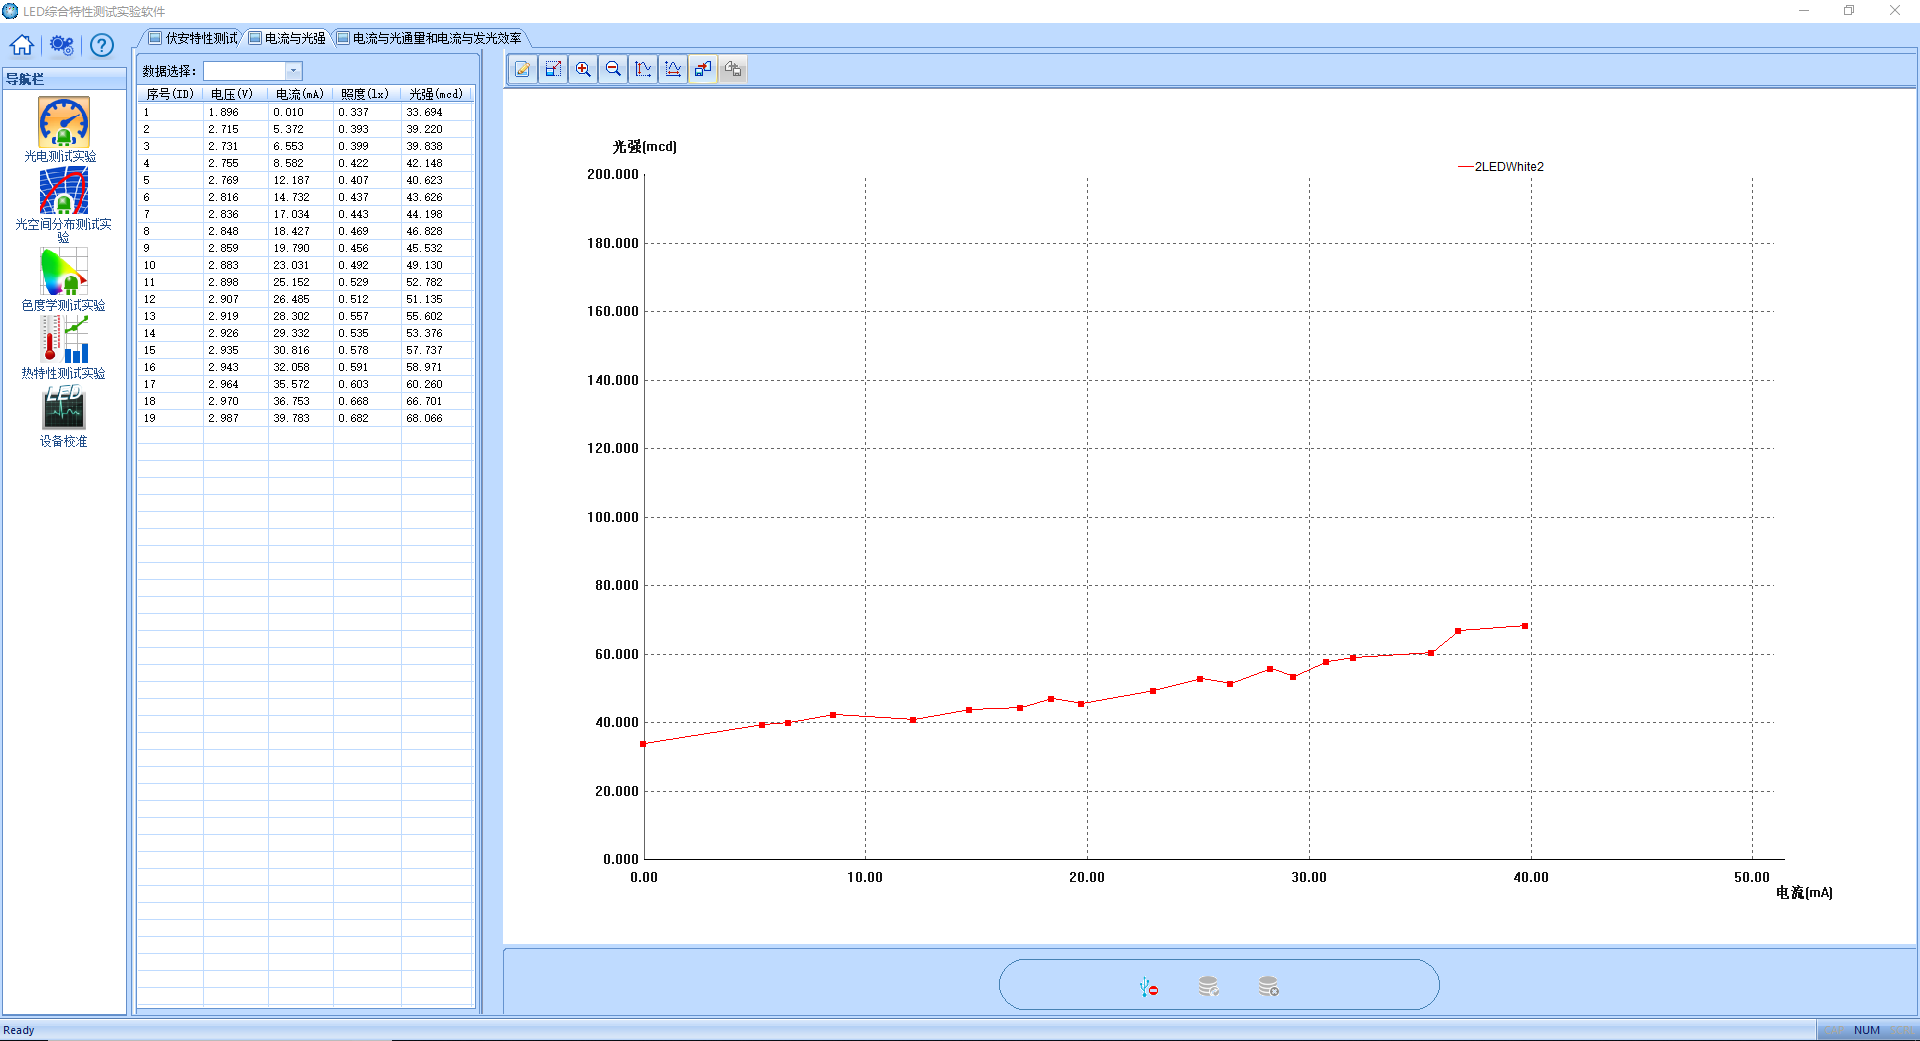 LED综合特性测试实验软件
伏安特性测试 电流与光强 电流与光通量和电流与发光效率
导航栏
光电测试实验
光空间分布测试实
验
色度学测试实验
热特性测试实验
LED
设备校准
数据选择：
序号(ID) 电压(V) 电流(mA) 照度(lx) 光强(mcd)
1 1.896 0.010 0.337 33.694
2 2.715 5.372 0.393 39.220
3 2.731 6.553 0.399 39.838
4 2.755 8.582 0.422 42.148
5 2.769 12.187 0.407 40.623
6 2.816 14.732 0.437 43.626
7 2.836 17.034 0.443 44.198
8 2.848 18.427 0.469 46.828
9 2.859 19.790 0.456 45.532
10 2.883 23.031 0.492 49.130
11 2.898 25.152 0.529 52.782
12 2.907 26.485 0.512 51.135
13 2.919 28.302 0.557 55.602
14 2.926 29.332 0.535 53.376
15 2.935 30.816 0.578 57.737
16 2.943 32.058 0.591 58.971
17 2.964 35.572 0.603 60.260
18 2.970 36.753 0.668 66.701
19 2.987 39.783 0.682 68.066
光强(mcd)
2LEDWhite2
200.000
180.000
160.000
140.000
120.000
100.000
80.000
60.000
40.000
20.000
0.000
0.00 10.00 20.00 30.00 40.00 50.00
电流(mA)
Ready
NUM